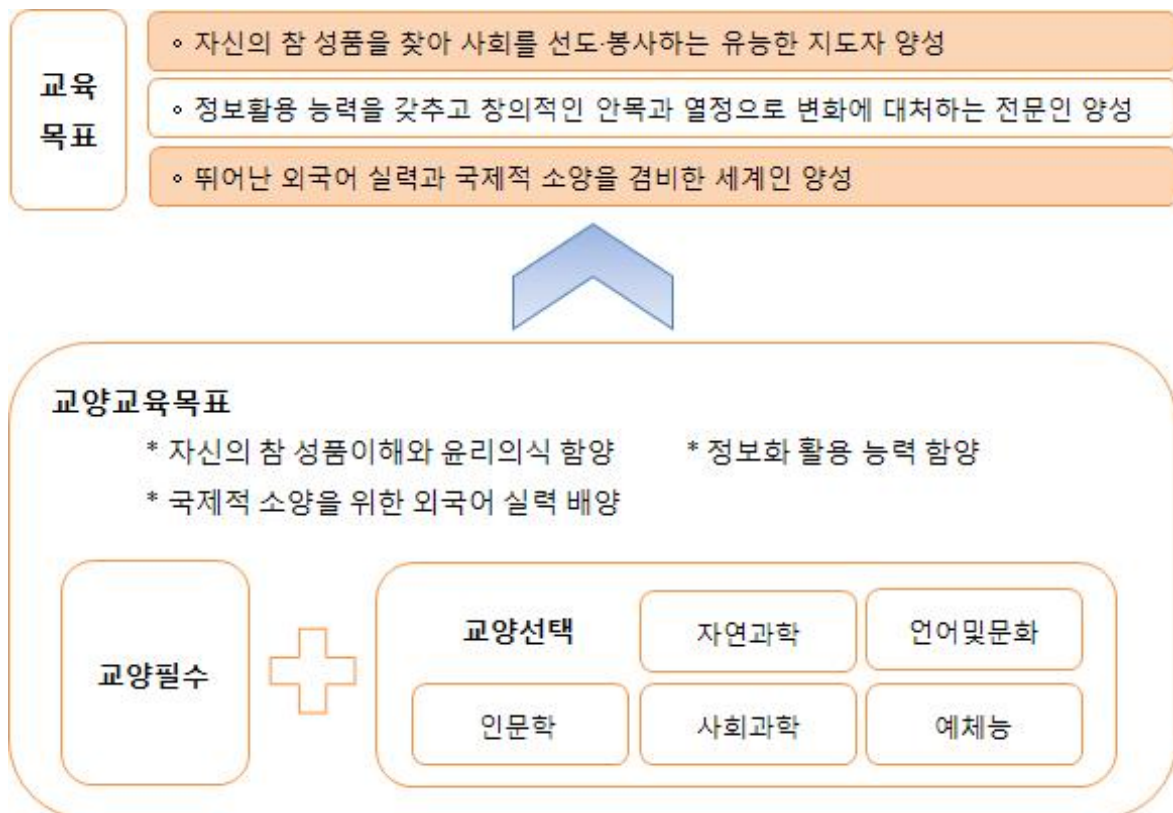 교육
목표
∘ 자신의 참 성품을 찾아 사회를 선도·봉사하는 유능한 지도자 양성
∘ 정보활용 능력을 갖추고 창의적인 안목과 열정으로 변화에 대처하는 전문인 양성
∘ 뛰어난 외국어 실력과 국제적 소양을 겸비한 세계인 양성
교양교육목표
* 자신의 참 성품이해와 윤리의식 함양 * 정보화 활용 능력 함양
* 국제적 소양을 위한 외국어 실력 배양
교양필수
교양선택 자연과학 언어및문화
인문학 사회과학 예체능